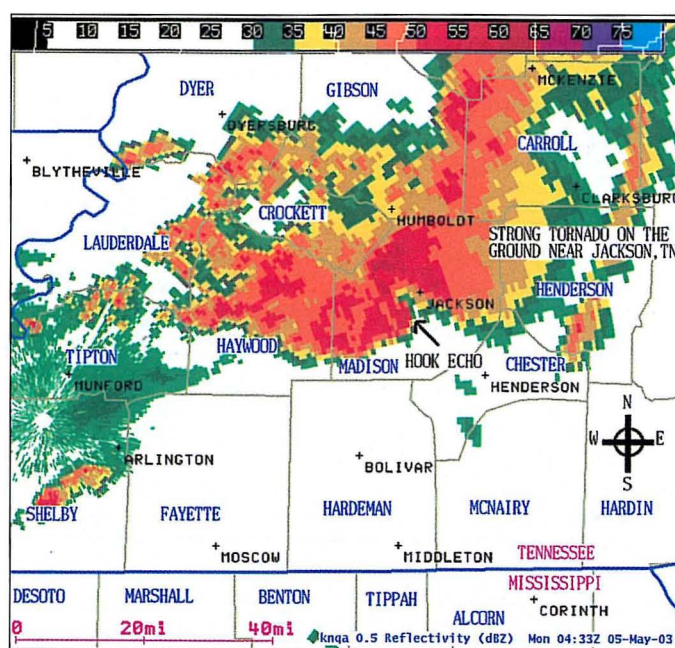 5 10 15 20 25 30 35 40 45 50 55 60 65 70 75
MCKENZIE
DYER
GIBSON
DYERSBURG
CARROLL
BLYTHEVILLE
CLARKSBURG
CROCKETT
HUMBOLDT
LAUDERDALE
STRONG TORNADO ON THE
GROUND NEAR JACKSON,TN
HENDERSON
JACKSON
HAYWOOD
TIPTON
MADISON
HOOK ECHO
CHESTER
MUNFORD
HENDERSON
N
W E
S
ARLINGTON
BOLIVAR
SHELBY
FAYETTE
HARDEMAN
MCNAIRY
HARDIN
MOSCOW
MIDDLETON
TENNESSEE
MISSISSIPPI
DESOTO
MARSHALL
BENTON
TIPPAH
CORINTH
ALCORN
0 20mi 40mi
knqa 0.5 Reflectivity (dBZ) Mon 04:33Z 05-May-03